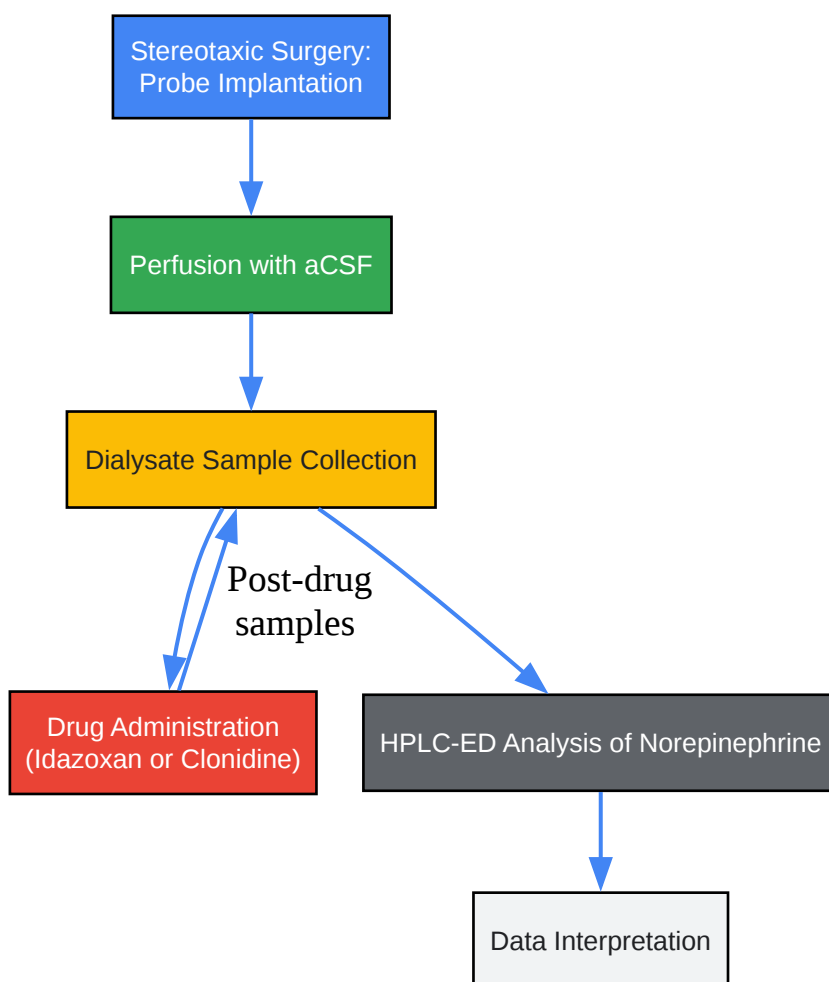 Stereotaxic Surgery:
Probe Implantation
Perfusion with aCSF
Dialysate Sample Collection
Post-drug
samples
Drug Administration
(Idazoxan or Clonidine)
HPLC-ED Analysis of Norepinephrine
Data Interpretation